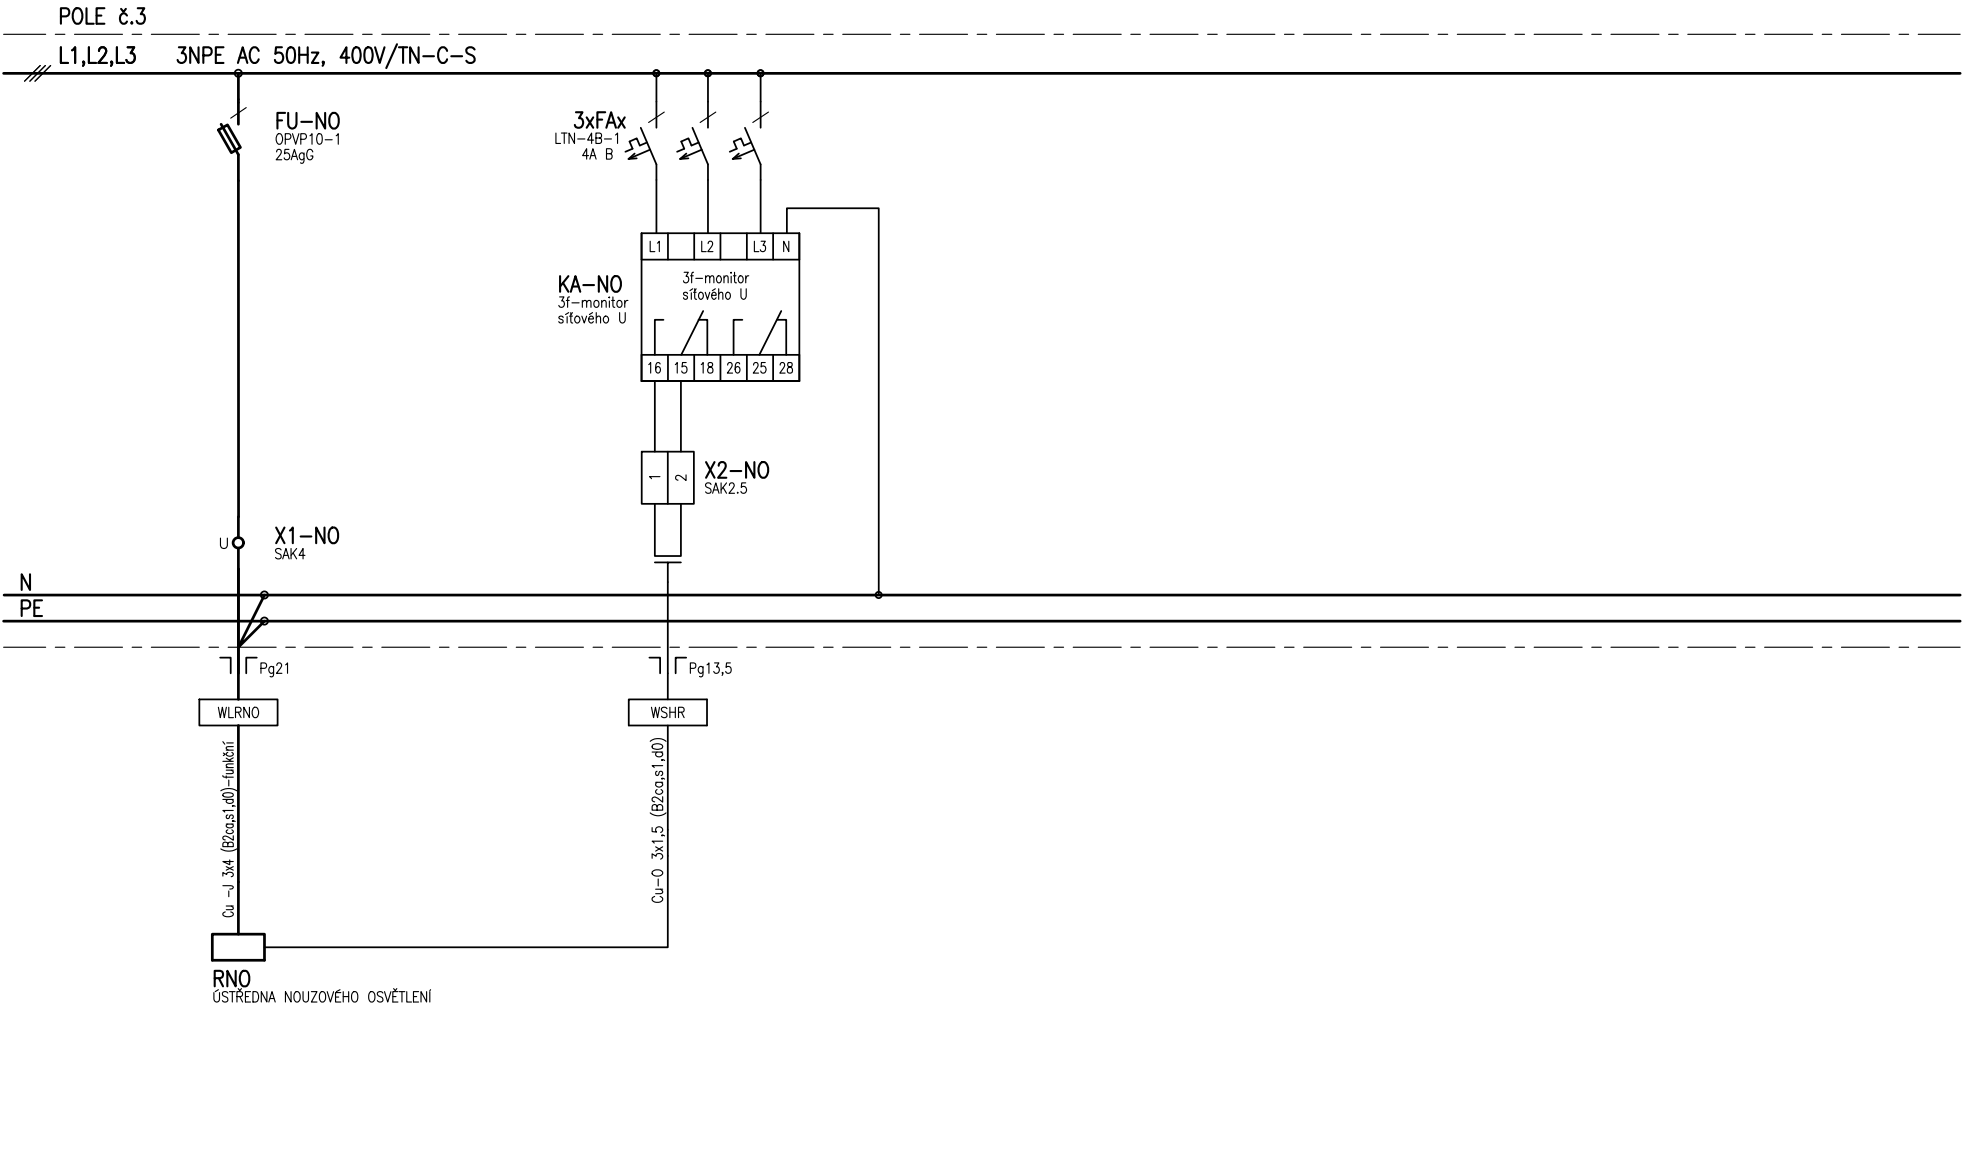 POLE č.3
L1,L2,L3 3NPE AC 50Hz, 400V/TN-C-S
FU-NO
OPVP10-1
25AgG
3xFAx
LTN-4B-1
4A B
L1 L2 L3 N
KA-NO
3f-monitor
síťového U
3f-monitor
síťového U
16 15 18 26 25 28
1 2
X2-NO
SAK2.5
U
X1-NO
SAK4
N
PE
Pg21
Pg13,5
WLRNO
WSHR
Cu -J 3x4 (B2ca,s1,d0)-funkční
Cu-O 3x1,5 (B2ca,s1,d0)
RNO
ÚSTŘEDNA NOUZOVÉHO OSVĚTLENÍ